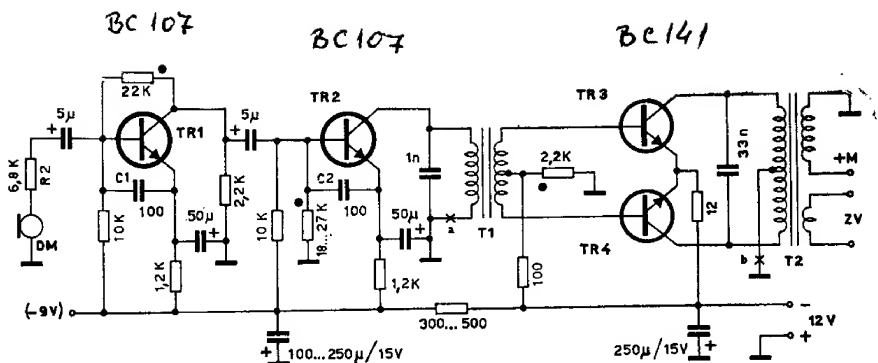 BC 107
BC 107
BC 141
22K
5µ
TR1
5µ
TR2
TR3
6,8K
R2
C1
100
2,2K
C2
100
1n
2,2K
33n
+M
DM
10K
50µ
10K
18...27K
50µ
a
T1
12
2V
TR4
b
T2
1,2K
1,2K
100
(-9V)
300...500
-
12V
+
100...250µ/15V
250µ/15V